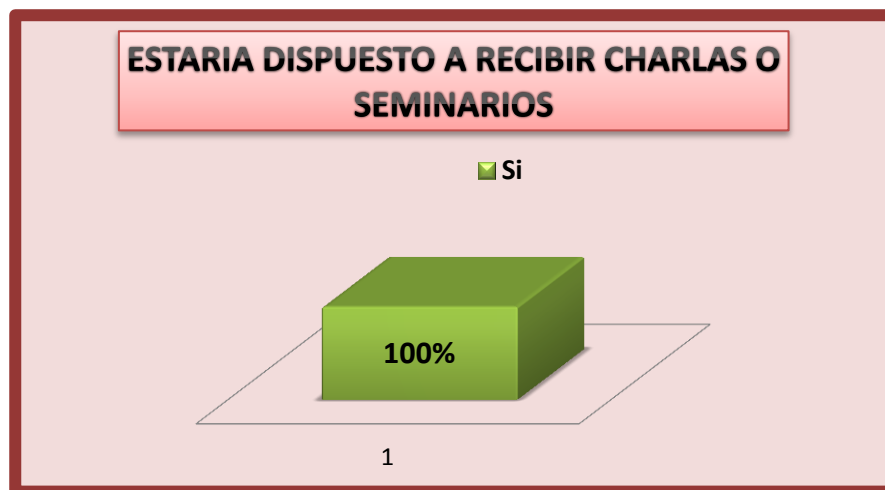 ESTARIA DISPUESTO A RECIBIR CHARLAS O
SEMINARIOS
Si
100%
1